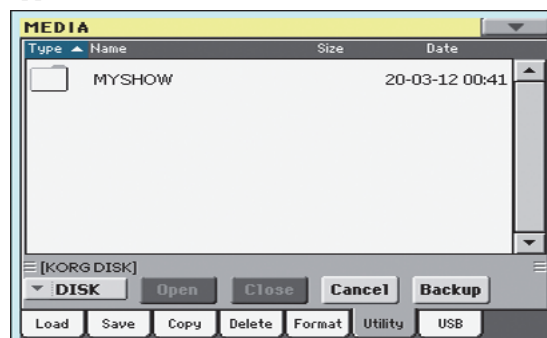 MEDIA
Type Name Size Date
MYSHOW 20-03-12 00:41
[KORG DISK]
DISK Open Close Cancel Backup
Load Save Copy Delete Format Utility USB